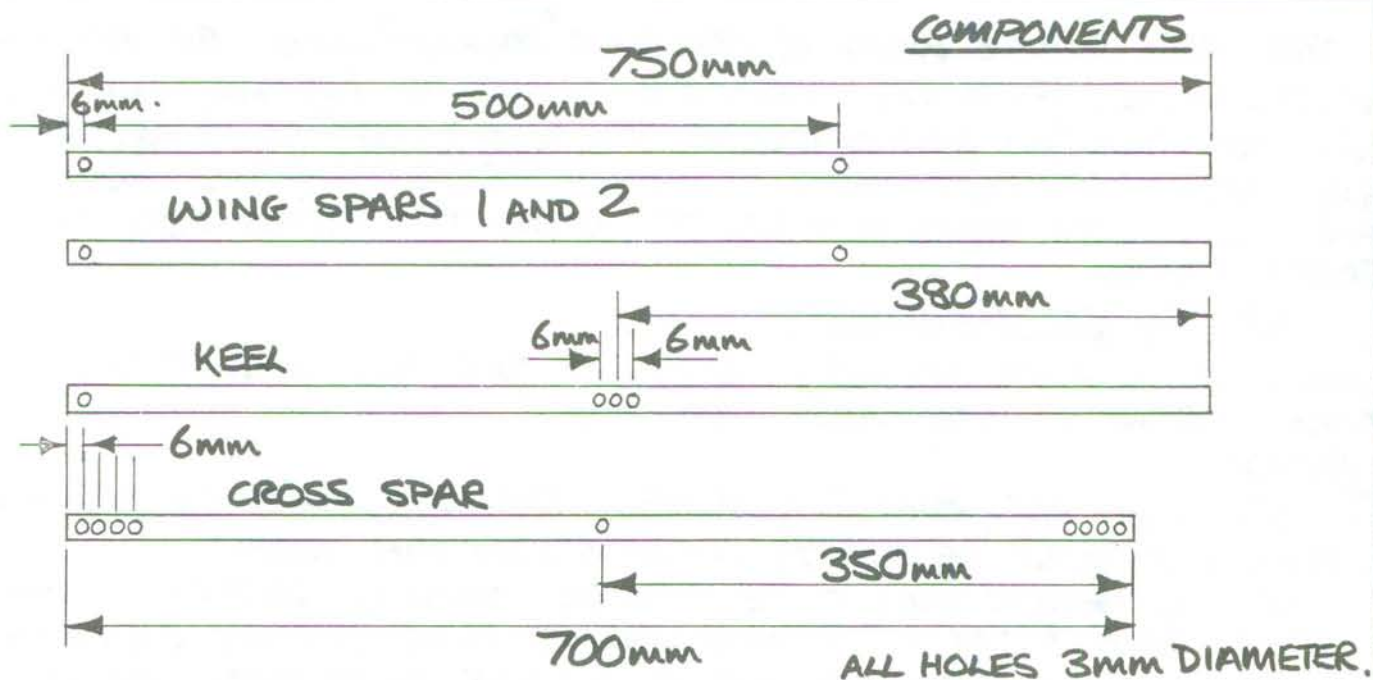 COMPONENTS
750mm
6mm.
500mm
WING SPARS 1 AND 2
380mm
6mm 6mm
KEEL
6mm
CROSS SPAR
350mm
700mm
ALL HOLES 3mm DIAMETER.